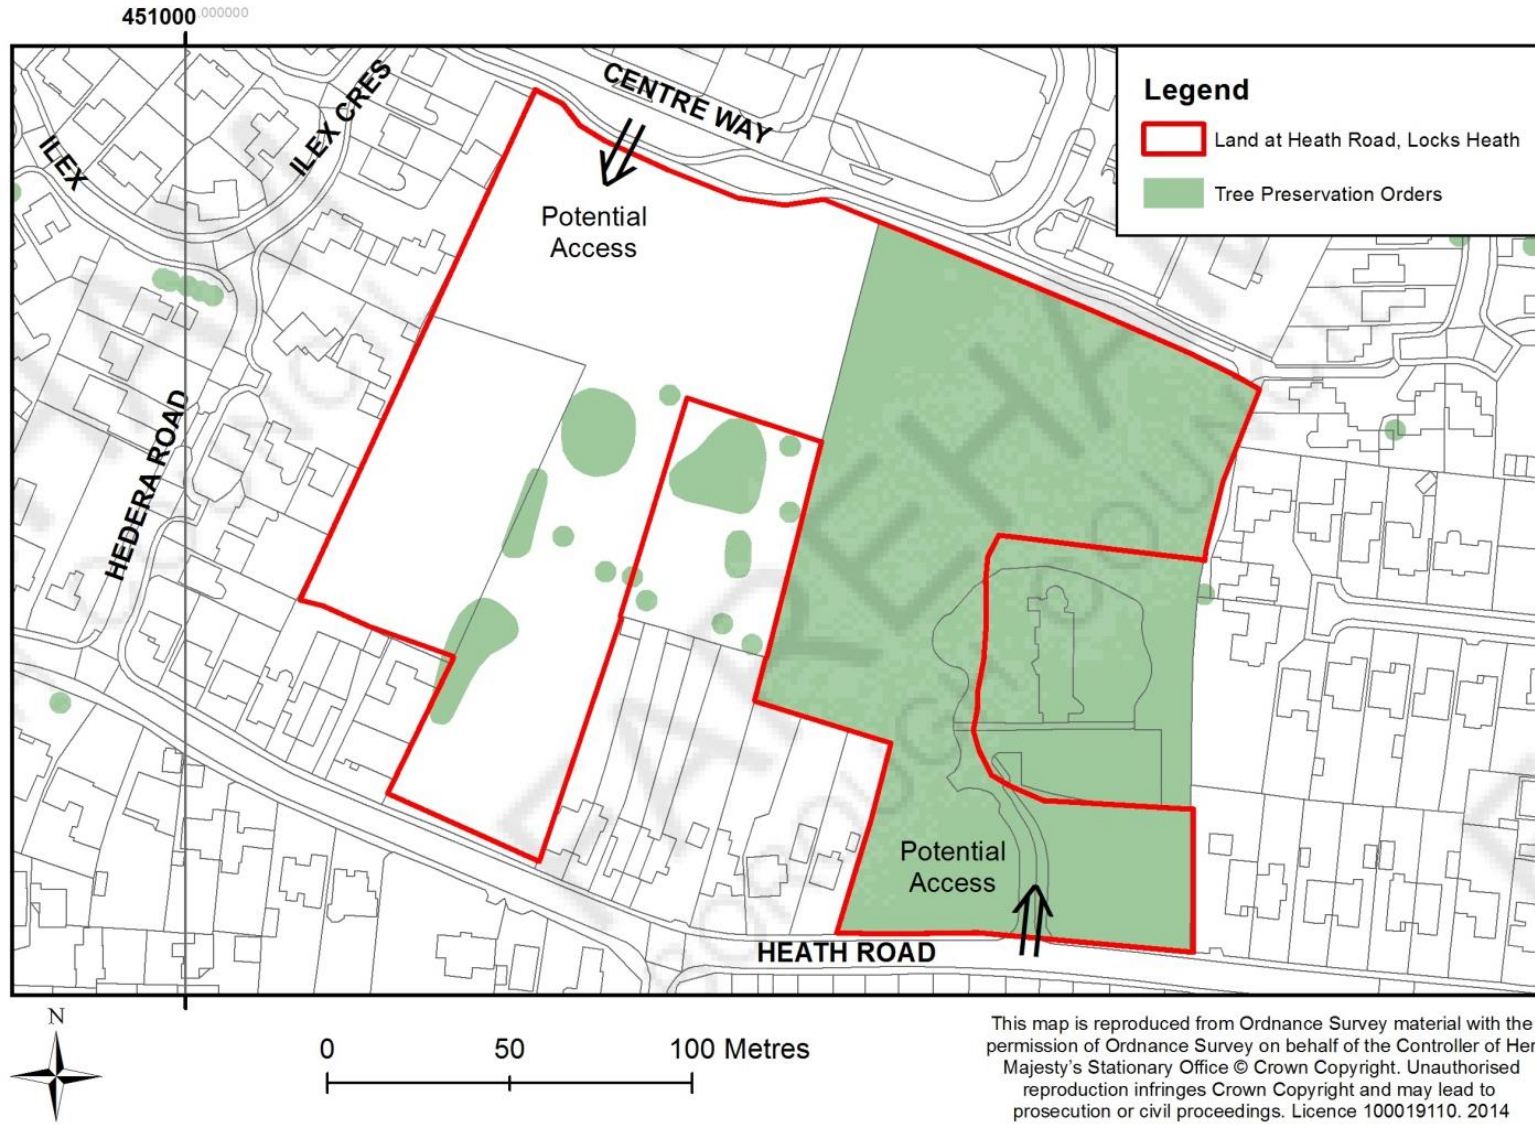 451000.000000
ILEX
ILEX CRES
CENTRE WAY
HEDERA ROAD
HEATH ROAD
Potential
Access
Potential
Access
Legend
Land at Heath Road, Locks Heath
Tree Preservation Orders
FAREHAM
BOROUGH COUNCIL
N
0 50 100 Metres
This map is reproduced from Ordnance Survey material with the
permission of Ordnance Survey on behalf of the Controller of Her
Majesty's Stationary Office © Crown Copyright. Unauthorised
reproduction infringes Crown Copyright and may lead to
prosecution or civil proceedings. Licence 100019110. 2014